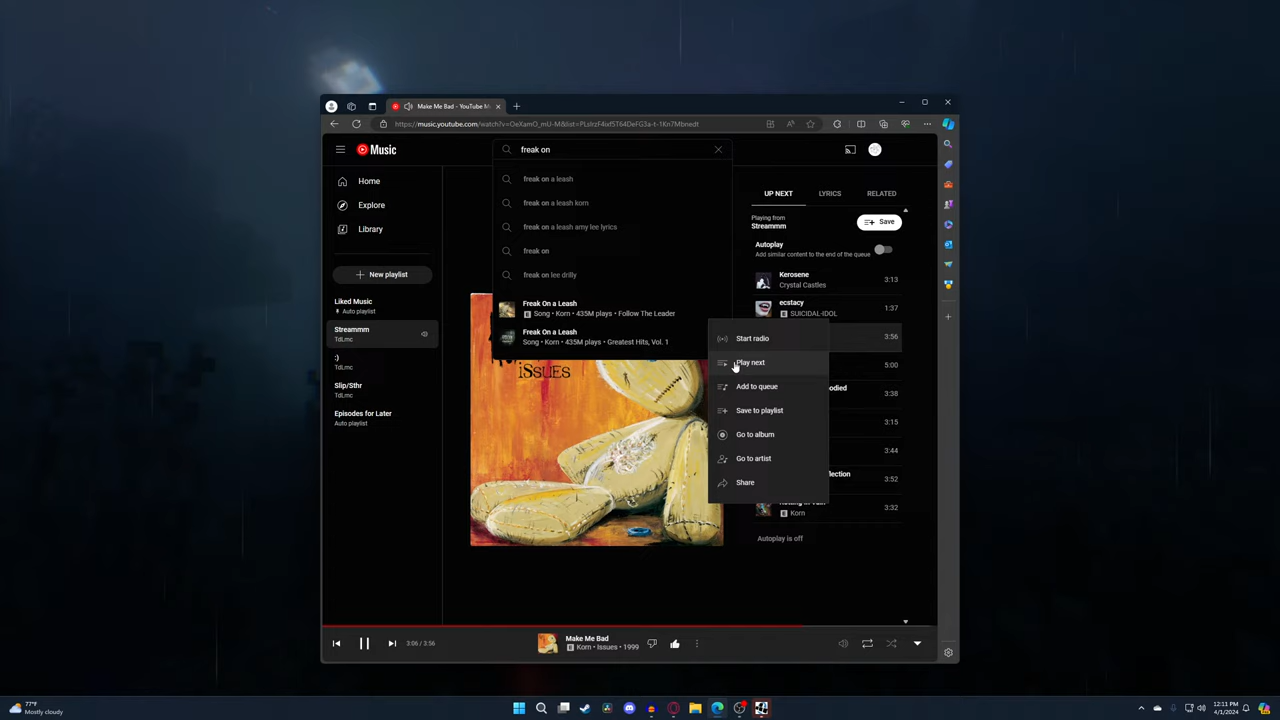 Make Me Bad - YouTube M
https://music.youtube.com/watch?v=OeXamO_mU-M&list=PLslrzF4ixfST64DeFG3a-t-1Kn7Mbnedt
Music
freak on
Home
Explore
Library
New playlist
Liked Music
Auto playlist
Streammm
TdLmc
:)
TdLmc
Slip/Sthr
TdLmc
Episodes for Later
Auto playlist
freak on a leash
freak on a leash korn
freak on a leash amy lee lyrics
freak on
freak on lee drilly
Freak On a Leash
E Song • Korn • 435M plays • Follow The Leader
Freak On a Leash
Song • Korn • 435M plays • Greatest Hits, Vol. 1
issues
Start radio
Play next
Add to queue
Save to playlist
Go to album
Go to artist
Share
UP NEXT LYRICS RELATED
Playing from
Streammm
Save
Autoplay
Add similar content to the end of the queue
Kerosene
Crystal Castles
3:13
ecstacy
E SUICIDAL-IDOL
1:37
3:56
5:00
odied
3:38
3:15
3:44
flection
3:52
E Korn
3:32
Autoplay is off
3:06 / 3:56
Make Me Bad
E Korn • Issues • 1999
77°F
Mostly cloudy
12:11 PM
4/1/2024